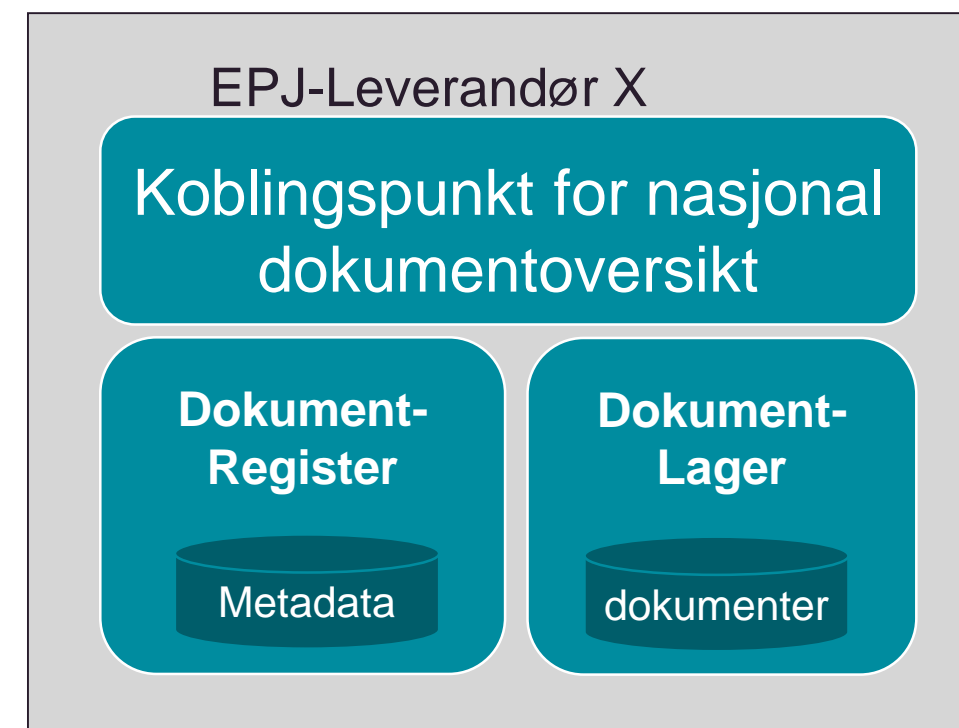 EPJ-Leverandør X
Koblingspunkt for nasjonal
dokumentoversikt
Dokument-
Register
Metadata
Dokument-
Lager
dokumenter